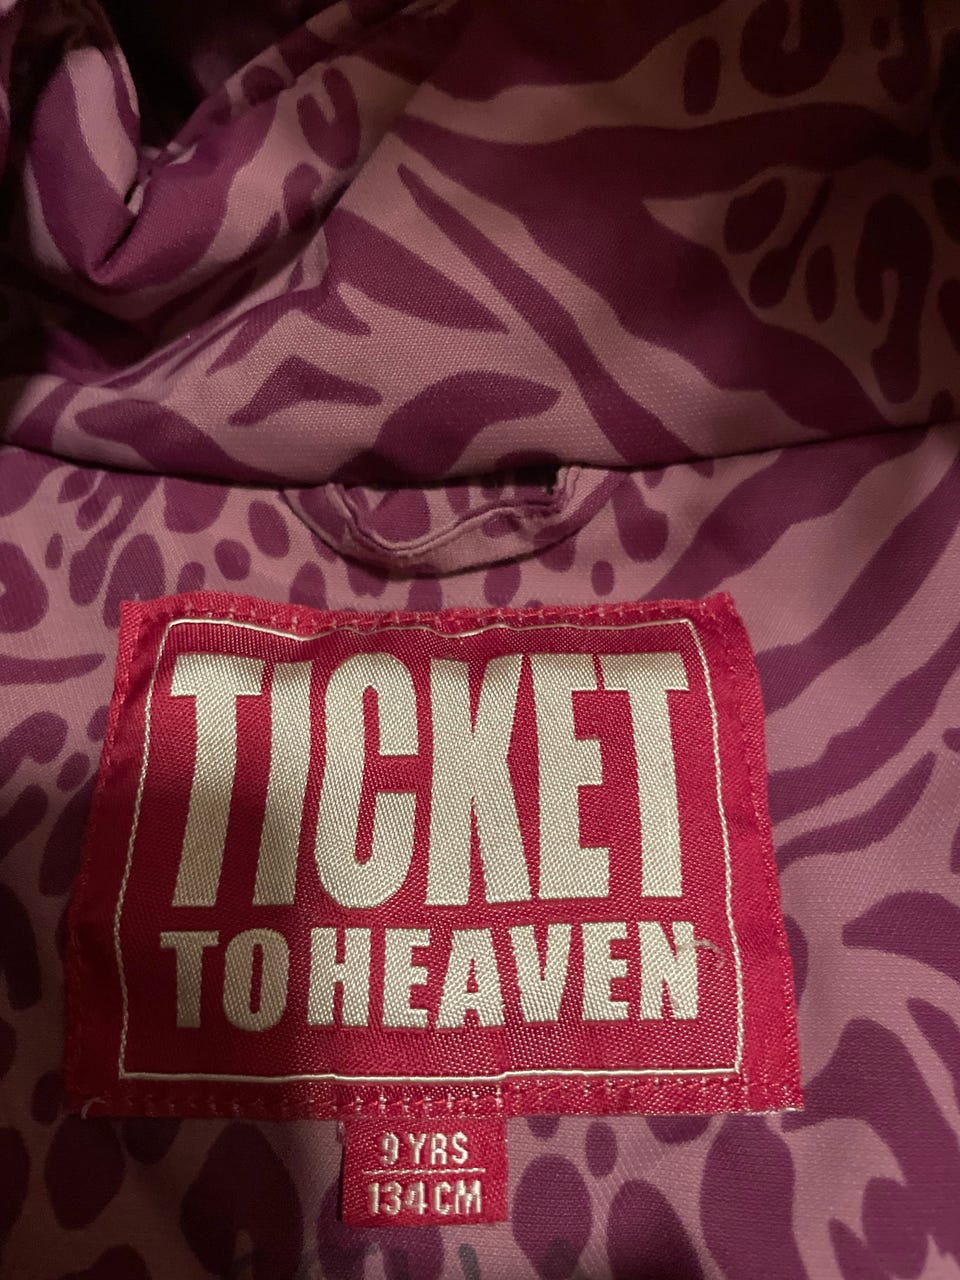 TICKET
TO HEAVEN
9 YRS
134 CM